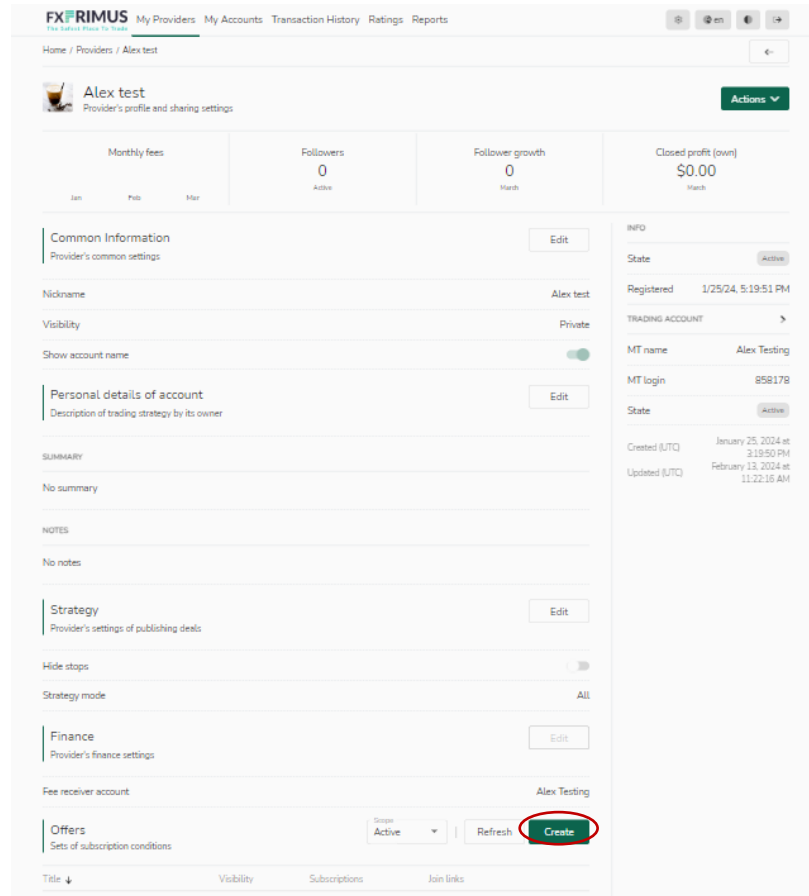 FXPRIMUS My Providers My Accounts Transaction History Ratings Reports en
The Safest Place To Trade
Home / Providers / Alex test
Alex test
Provider's profile and sharing settings
Actions
Monthly fees
Jan Feb Mar
Followers
0
Active
Follower growth
0
March
Closed profit (own)
$0.00
March
Common Information
Provider's common settings
Edit
Nickname Alex test
Visibility Private
Show account name
Personal details of account
Description of trading strategy by its owner
Edit
SUMMARY
No summary
NOTES
No notes
Strategy
Provider's settings of publishing deals
Edit
Hide stops
Strategy mode All
Finance
Provider's finance settings
Edit
Fee receiver account Alex Testing
Offers
Sets of subscription conditions
Scope
Active
Refresh
Create
Title Visibility Subscriptions Join links
INFO
State Active
Registered 1/25/24, 5:19:51 PM
TRADING ACCOUNT
MT name Alex Testing
MT login 858178
State Active
Created (UTC) January 25, 2024 at
3:19:50 PM
Updated (UTC) February 13, 2024 at
11:22:16 AM